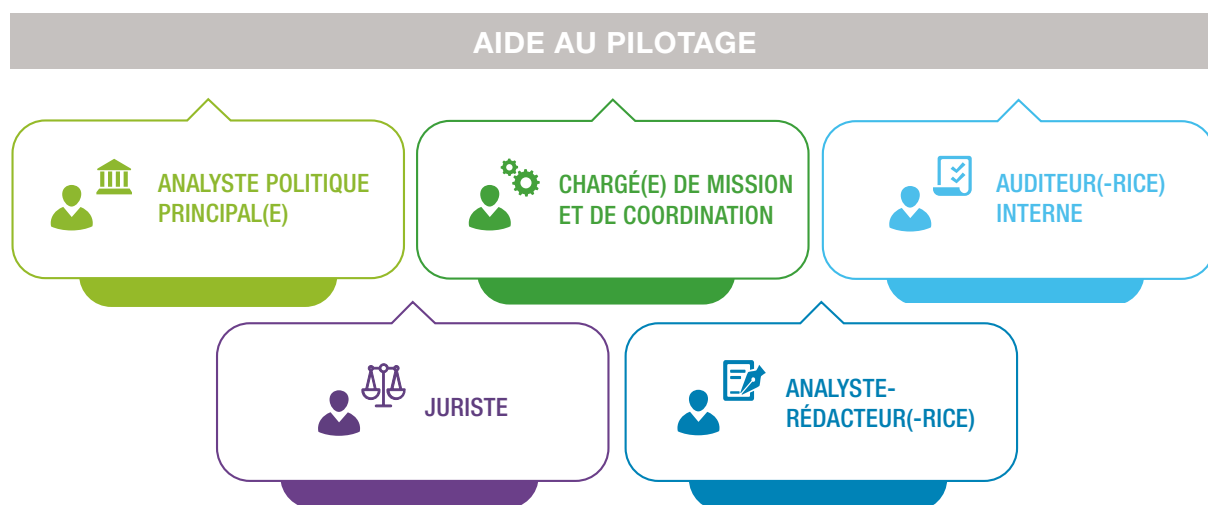 AIDE AU PILOTAGE
ANALYSTE POLITIQUE
PRINCIPAL(E)
CHARGÉ(E) DE MISSION
ET DE COORDINATION
AUDITEUR(-RICE)
INTERNE
JURISTE
ANALYSTE-
RÉDACTEUR(-RICE)